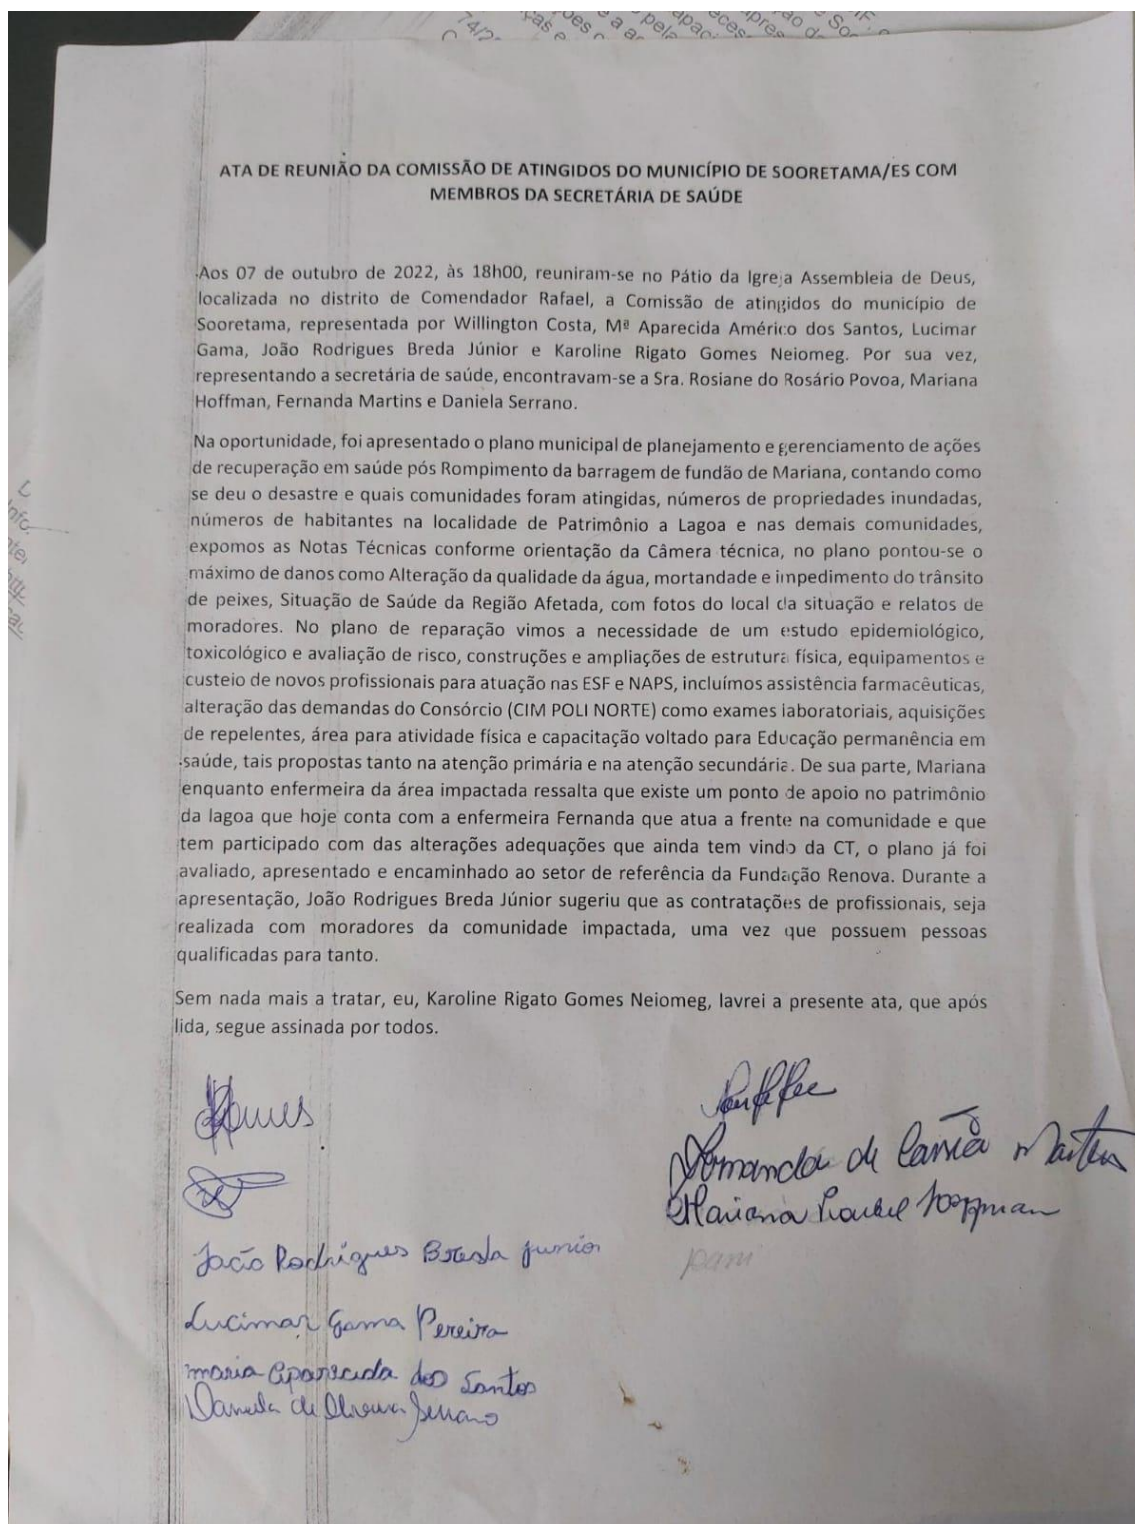 ATA DE REUNIÃO DA COMISSÃO DE ATINGIDOS DO MUNICÍPIO DE SOORETAMA/ES COM
MEMBROS DA SECRETÁRIA DE SAÚDE
Aos 07 de outubro de 2022, às 18h00, reuniram-se no Pátio da Igreja Assembleia de Deus,
localizada no distrito de Comendador Rafael, a Comissão de atingidos do município de
Sooretama, representada por Willington Costa, Mª Aparecida Américo dos Santos, Lucimar
Gama, João Rodrigues Breda Júnior e Karoline Rigato Gomes Neiomeg. Por sua vez,
representando a secretária de saúde, encontravam-se a Sra. Rosiane do Rosário Povoa, Mariana
Hoffman, Fernanda Martins e Daniela Serrano.
Na oportunidade, foi apresentado o plano municipal de planejamento e gerenciamento de ações
de recuperação em saúde pós Rompimento da barragem de fundão de Mariana, contando como
se deu o desastre e quais comunidades foram atingidas, números de propriedades inundadas,
números de habitantes na localidade de Patrimônio a Lagoa e nas demais comunidades,
expomos as Notas Técnicas conforme orientação da Câmera técnica, no plano pontou-se o
máximo de danos como Alteração da qualidade da água, mortandade e impedimento do trânsito
de peixes, Situação de Saúde da Região Afetada, com fotos do local da situação e relatos de
moradores. No plano de reparação vimos a necessidade de um estudo epidemiológico,
toxicológico e avaliação de risco, construções e ampliações de estrutura física, equipamentos e
custeio de novos profissionais para atuação nas ESF e NAPS, incluímos assistência farmacêuticas,
alteração das demandas do Consórcio (CIM POLI NORTE) como exames laboratoriais, aquisições
de repelentes, área para atividade física e capacitação voltado para Educação permanência em
saúde, tais propostas tanto na atenção primária e na atenção secundária. De sua parte, Mariana
enquanto enfermeira da área impactada ressalta que existe um ponto de apoio no patrimônio
da lagoa que hoje conta com a enfermeira Fernanda que atua a frente na comunidade e que
tem participado com das alterações adequações que ainda tem vindo da CT, o plano já foi
avaliado, apresentado e encaminhado ao setor de referência da Fundação Renova. Durante a
apresentação, João Rodrigues Breda Júnior sugeriu que as contratações de profissionais, seja
realizada com moradores da comunidade impactada, uma vez que possuem pessoas
qualificadas para tanto.
Sem nada mais a tratar, eu, Karoline Rigato Gomes Neiomeg, lavrei a presente ata, que após
lida, segue assinada por todos.
João Rodrigues Breda junior
Lucimar Gama Pereira
maria Aparecida dos Santos
Daniela de Oliveira Serrano
Martins
Mariana Hoffman